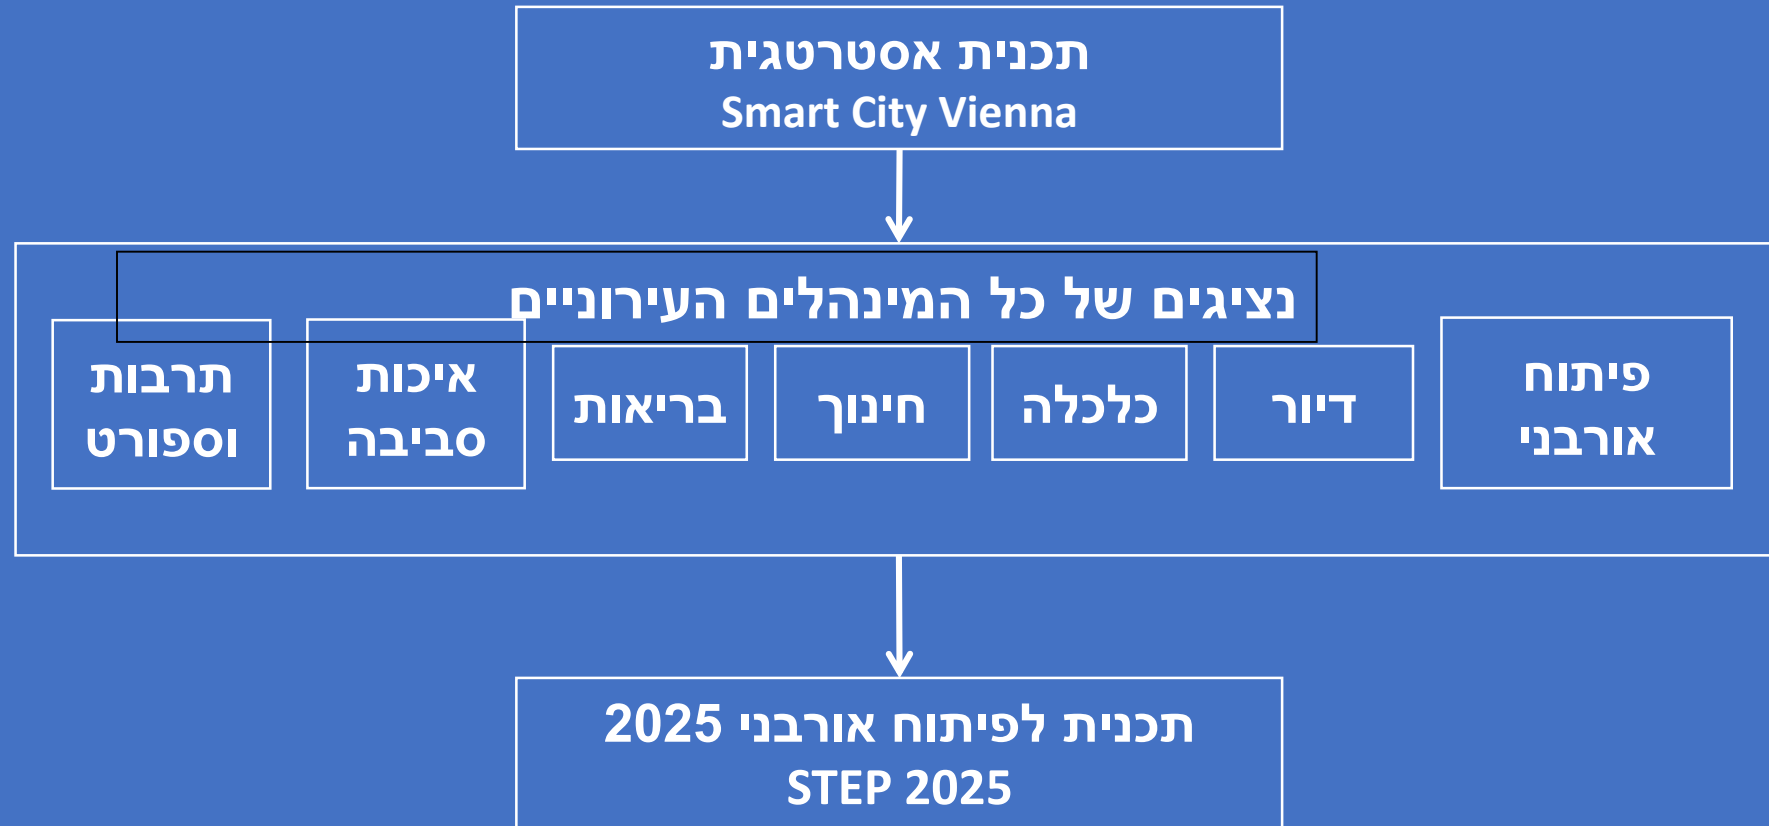 תכנית אסטרטגית
Smart City Vienna
נציגים של כל המינהלים העירוניים
פיתוח
אורבני
דיור
כלכלה
חינוך
בריאות
איכות
סביבה
תרבות
וספורט
תכנית לפיתוח אורבני 2025
STEP 2025